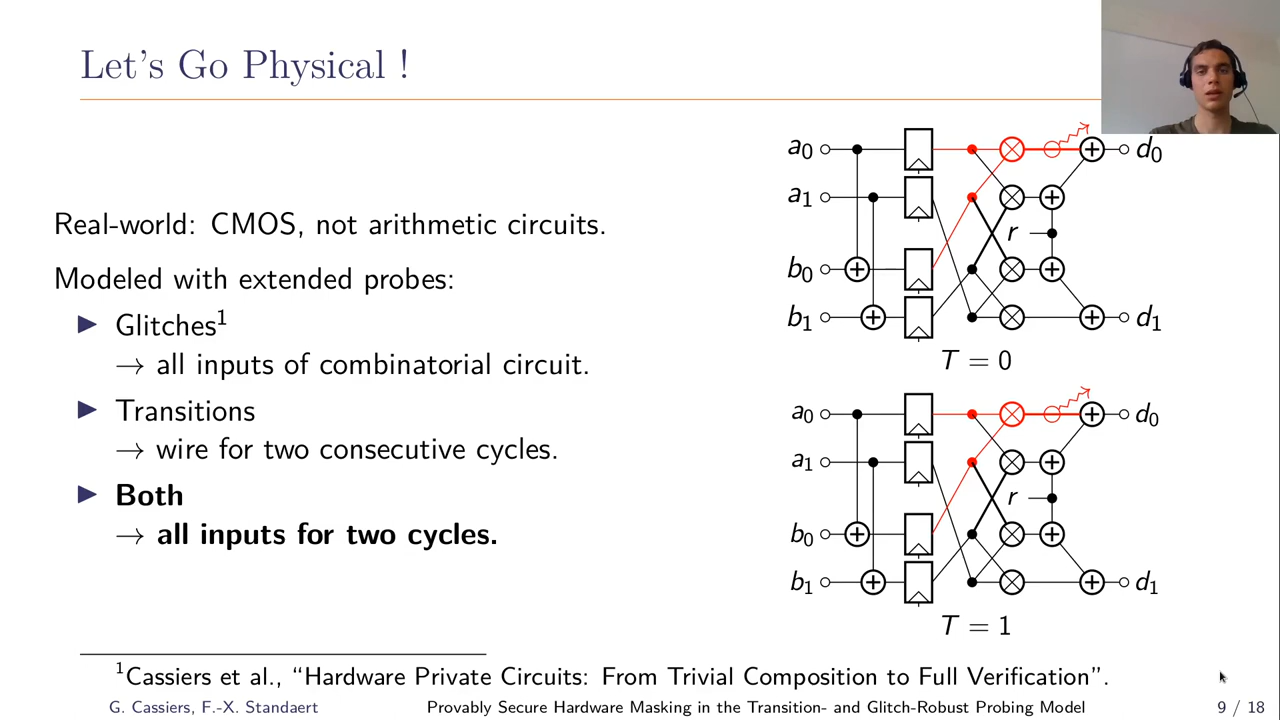 Let's Go Physical !
Real-world: CMOS, not arithmetic circuits.
Modeled with extended probes:
▶ Glitches¹
→ all inputs of combinatorial circuit.
▶ Transitions
→ wire for two consecutive cycles.
▶ Both
→ all inputs for two cycles.
a₀ d₀
a₁
r
b₀
b₁ d₁
T = 0
a₀ d₀
a₁
r
b₀
b₁ d₁
T = 1
¹Cassiers et al., “Hardware Private Circuits: From Trivial Composition to Full Verification”.
G. Cassiers, F.-X. Standaert Provably Secure Hardware Masking in the Transition- and Glitch-Robust Probing Model 9 / 18